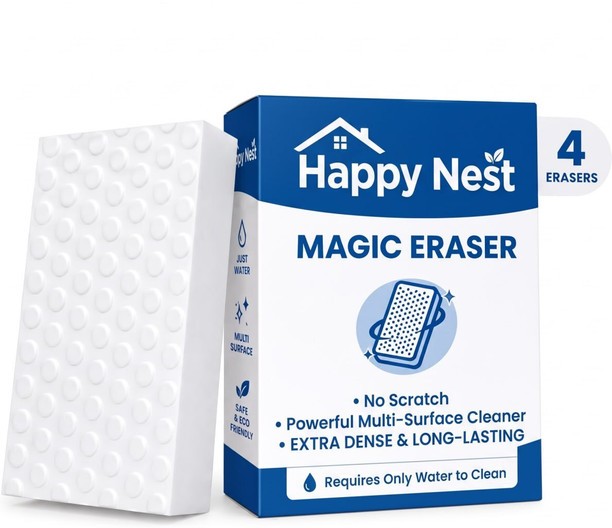 Happy Nest
4
ERASERS
MAGIC ERASER
JUST
WATER
MULTI
SURFACE
SAFE
& ECO
FRIENDLY
• No Scratch
• Powerful Multi-Surface Cleaner
• EXTRA DENSE & LONG-LASTING
Requires Only Water to Clean